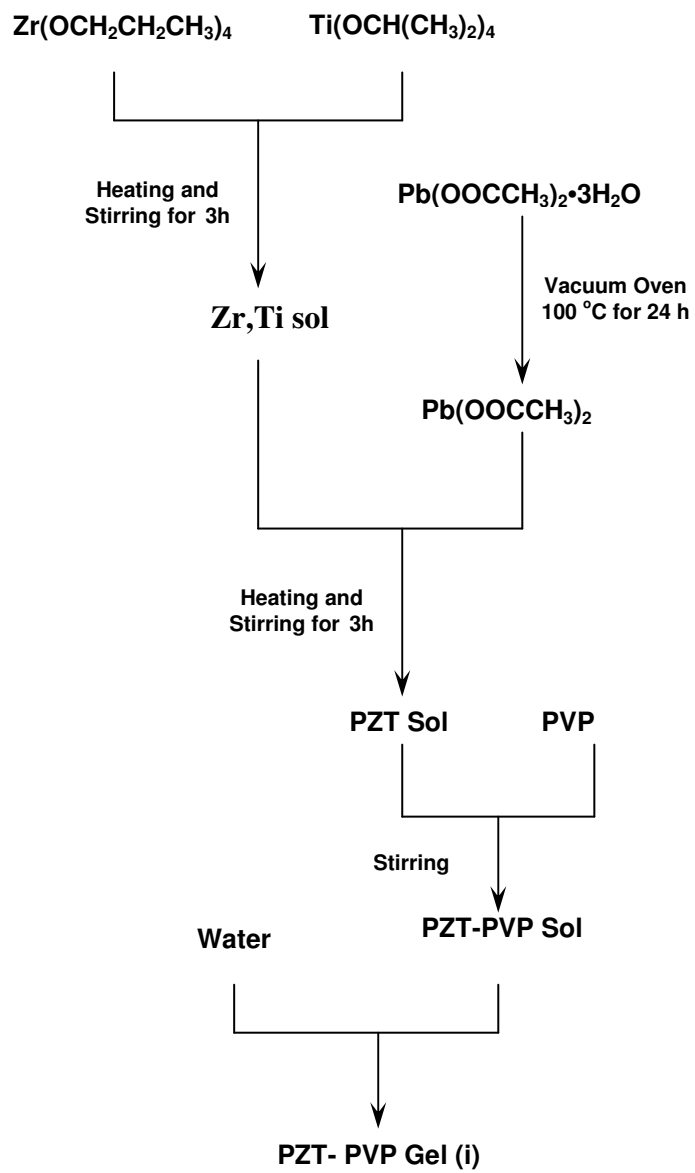 Zr(OCH₂CH₂CH₃)₄
Ti(OCH(CH₃)₂)₄
Heating and
Stirring for 3h
Pb(OOCCH₃)₂•3H₂O
Vacuum Oven
100 °C for 24 h
Zr,Ti sol
Pb(OOCCH₃)₂
Heating and
Stirring for 3h
PZT Sol
PVP
Stirring
PZT-PVP Sol
Water
PZT- PVP Gel (i)